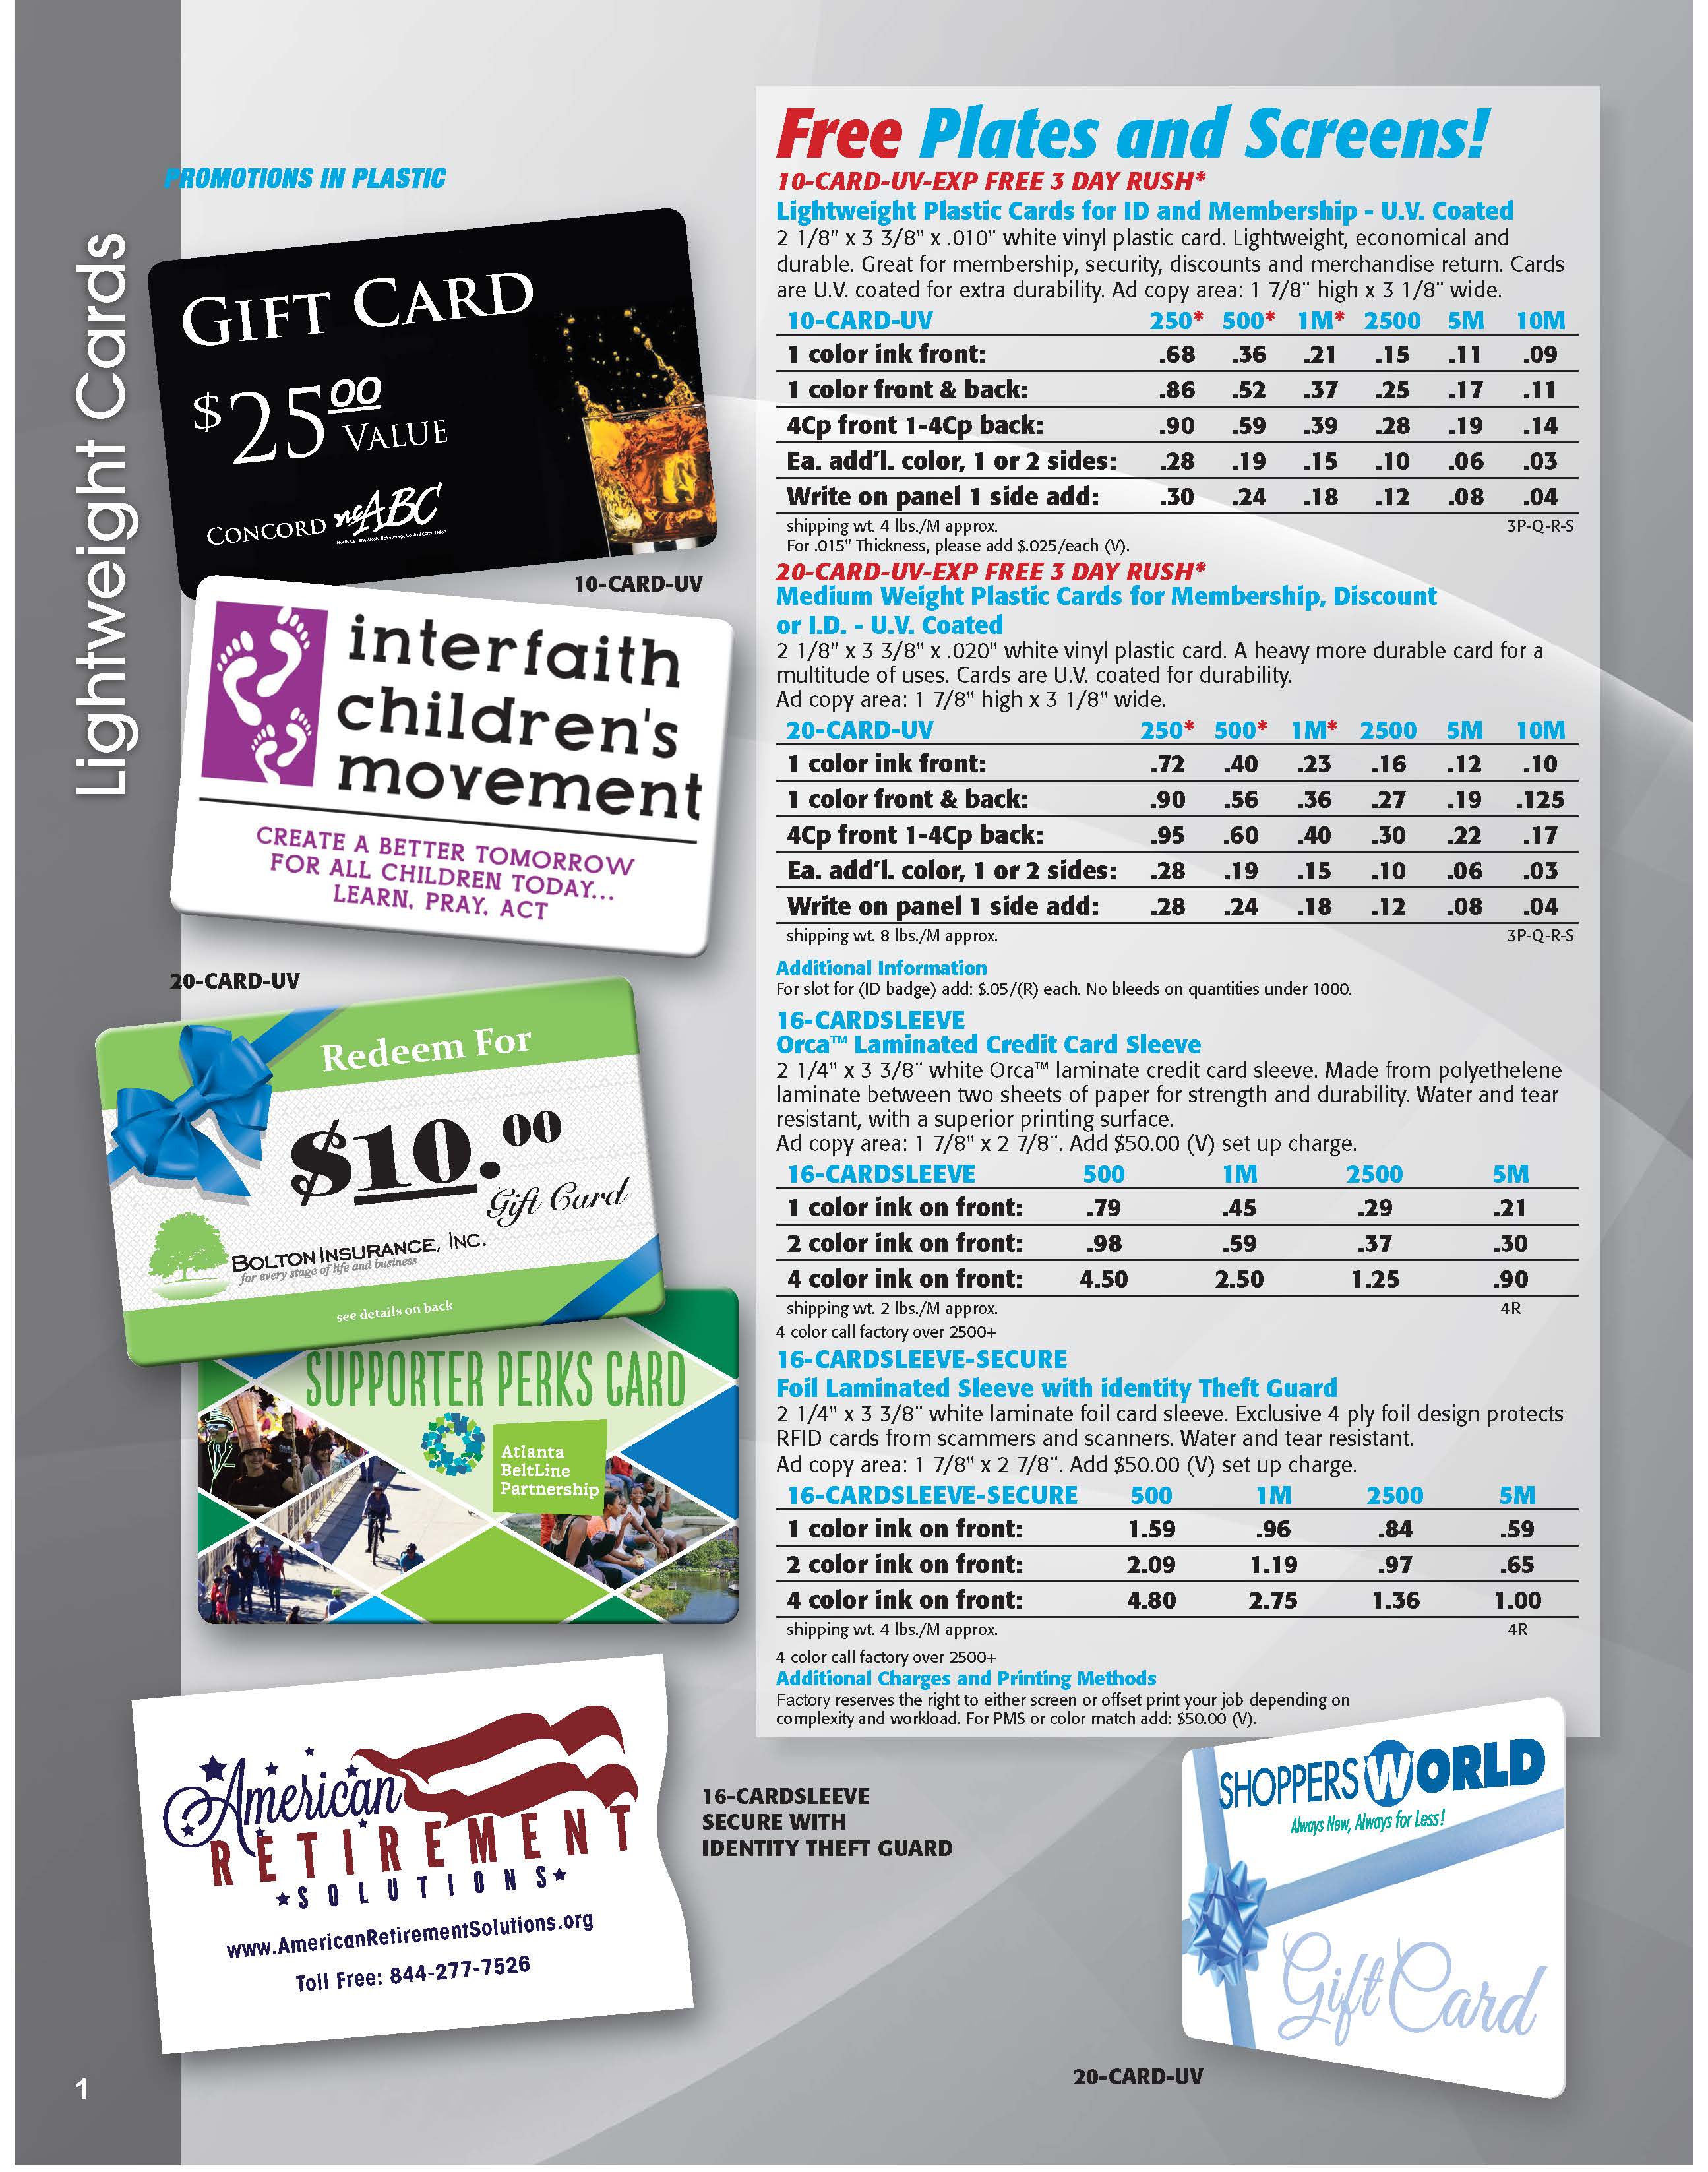 Lightweight Cards
PROMOTIONS IN PLASTIC
GIFT CARD
$25 00
VALUE
CONCORD ncABC
10-CARD-UV
interfaith
children's
movement
CREATE A BETTER TOMORROW
FOR ALL CHILDREN TODAY...
LEARN, PRAY, ACT
20-CARD-UV
Redeem For
$10.00
Gift Card
BOLTON INSURANCE, INC.
for every stage of life and business
see details on back
SUPPORTER PERKS CARD
Atlanta
BeltLine
Partnership
American
RETIREMENT
SOLUTIONS
www.AmericanRetirementSolutions.org
Toll Free: 844-277-7526
1
Free Plates and Screens!
10-CARD-UV-EXP FREE 3 DAY RUSH*
Lightweight Plastic Cards for ID and Membership - U.V. Coated
2 1/8" x 3 3/8" x .010" white vinyl plastic card. Lightweight, economical and
durable. Great for membership, security, discounts and merchandise return. Cards
are U.V. coated for extra durability. Ad copy area: 1 7/8" high x 3 1/8" wide.
10-CARD-UV 250* 500* 1M* 2500 5M 10M
1 color ink front: .68 .36 .21 .15 .11 .09
1 color front & back: .86 .52 .37 .25 .17 .11
4Cp front 1-4Cp back: .90 .59 .39 .28 .19 .14
Ea. add'l. color, 1 or 2 sides: .28 .19 .15 .10 .06 .03
Write on panel 1 side add: .30 .24 .18 .12 .08 .04
shipping wt. 4 lbs./M approx. 3P-Q-R-S
For .015" Thickness, please add $.025/each (V).
20-CARD-UV-EXP FREE 3 DAY RUSH*
Medium Weight Plastic Cards for Membership, Discount
or I.D. - U.V. Coated
2 1/8" x 3 3/8" x .020" white vinyl plastic card. A heavy more durable card for a
multitude of uses. Cards are U.V. coated for durability.
Ad copy area: 1 7/8" high x 3 1/8" wide.
20-CARD-UV 250* 500* 1M* 2500 5M 10M
1 color ink front: .72 .40 .23 .16 .12 .10
1 color front & back: .90 .56 .36 .27 .19 .125
4Cp front 1-4Cp back: .95 .60 .40 .30 .22 .17
Ea. add'l. color, 1 or 2 sides: .28 .19 .15 .10 .06 .03
Write on panel 1 side add: .28 .24 .18 .12 .08 .04
shipping wt. 8 lbs./M approx. 3P-Q-R-S
Additional Information
For slot for (ID badge) add: $.05/(R) each. No bleeds on quantities under 1000.
16-CARDSLEEVE
Orca™ Laminated Credit Card Sleeve
2 1/4" x 3 3/8" white Orca™ laminate credit card sleeve. Made from polyethelene
laminate between two sheets of paper for strength and durability. Water and tear
resistant, with a superior printing surface.
Ad copy area: 1 7/8" x 2 7/8". Add $50.00 (V) set up charge.
16-CARDSLEEVE 500 1M 2500 5M
1 color ink on front: .79 .45 .29 .21
2 color ink on front: .98 .59 .37 .30
4 color ink on front: 4.50 2.50 1.25 .90
shipping wt. 2 lbs./M approx. 4R
4 color call factory over 2500+
16-CARDSLEEVE-SECURE
Foil Laminated Sleeve with identity Theft Guard
2 1/4" x 3 3/8" white laminate foil card sleeve. Exclusive 4 ply foil design protects
RFID cards from scammers and scanners. Water and tear resistant.
Ad copy area: 1 7/8" x 2 7/8". Add $50.00 (V) set up charge.
16-CARDSLEEVE-SECURE 500 1M 2500 5M
1 color ink on front: 1.59 .96 .84 .59
2 color ink on front: 2.09 1.19 .97 .65
4 color ink on front: 4.80 2.75 1.36 1.00
shipping wt. 4 lbs./M approx. 4R
4 color call factory over 2500+
Additional Charges and Printing Methods
Factory reserves the right to either screen or offset print your job depending on
complexity and workload. For PMS or color match add: $50.00 (V).
16-CARDSLEEVE
SECURE WITH
IDENTITY THEFT GUARD
SHOPPERS WORLD
Always New, Always for Less!
Gift Card
20-CARD-UV